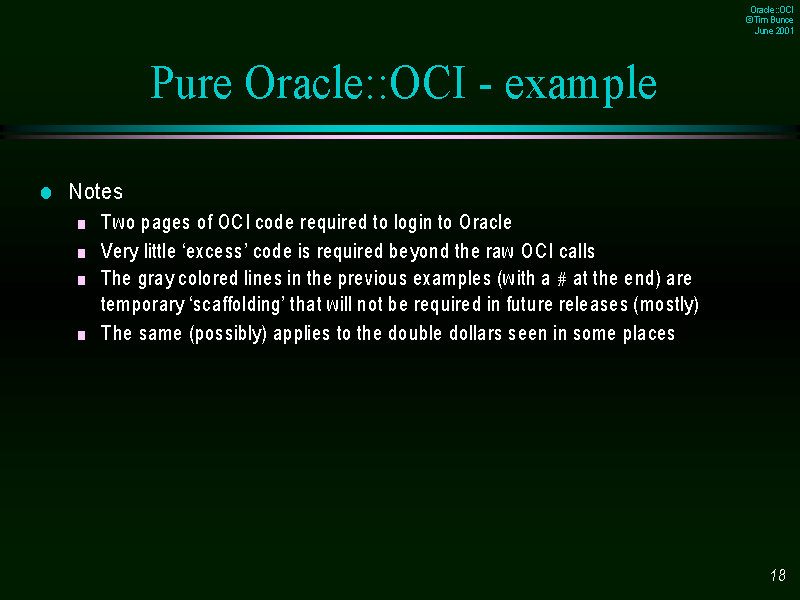 Oracle::OCI
©Tim Bunce
June 2001
Pure Oracle::OCI - example
Notes
Two pages of OCI code required to login to Oracle
Very little ‘excess’ code is required beyond the raw OCI calls
The gray colored lines in the previous examples (with a # at the end) are
temporary ‘scaffolding’ that will not be required in future releases (mostly)
The same (possibly) applies to the double dollars seen in some places
18